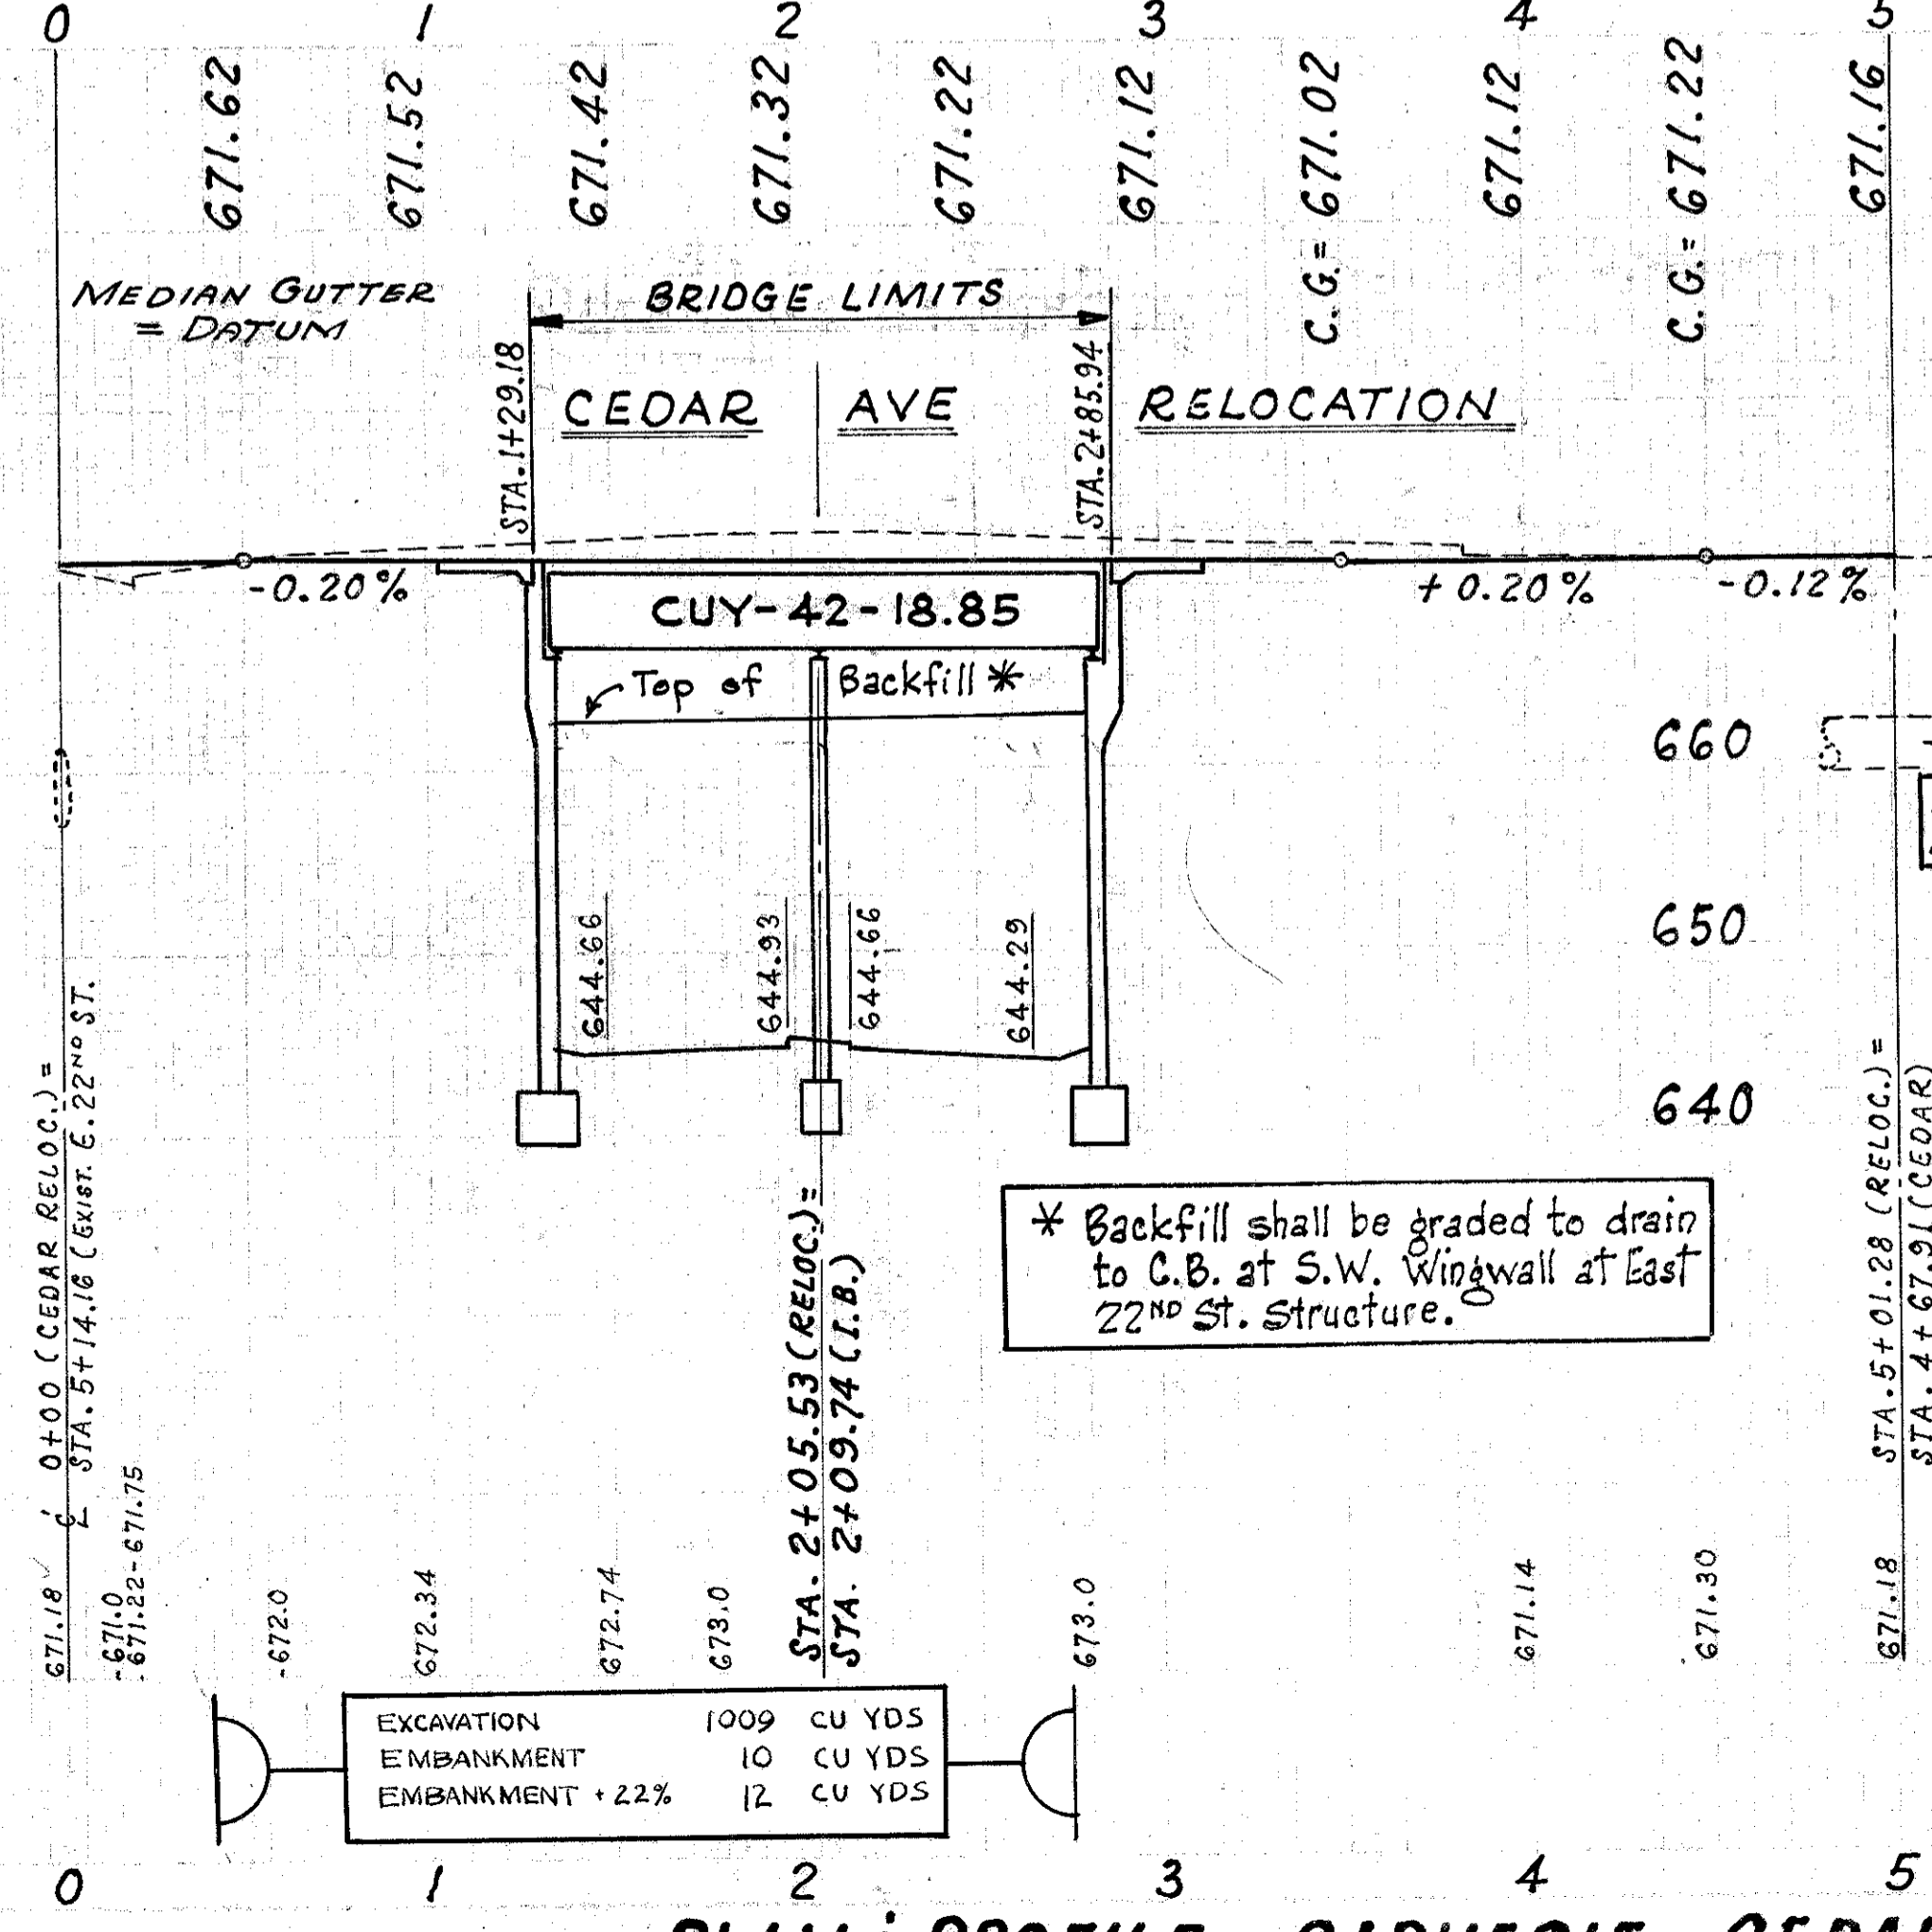 0 1 2 3 4 5
671.62
671.52
671.42
671.32
671.22
671.12
C.G.= 671.02
671.12
C.G.= 671.22
671.16
MEDIAN GUTTER
= DATUM
BRIDGE LIMITS
STA.1+29.18
STA.2+85.94
CEDAR AVE RELOCATION
-0.20%
+0.20%
-0.12%
CUY-42-18.85
Top of Backfill *
660
650
640
644.66
644.93
644.66
644.29
0+00 (CEDAR RELOC.) =
℄ STA.5+14.16 (EXIST. E.22ND ST.
STA. 2+05.53 (RELOC.) =
STA. 2+09.74 (I.B.)
* Backfill shall be graded to drain
to C.B. at S.W. Wingwall at East
22ND St. Structure.
STA.5+01.28 (RELOC.) =
STA. 4+67.91 (CEDAR)
671.18
-671.0
-671.22-671.75
-672.0
672.34
672.74
673.0
673.0
671.14
671.30
671.18
EXCAVATION 1009 CU YDS
EMBANKMENT 10 CU YDS
EMBANKMENT + 22% 12 CU YDS
0 1 2 3 4 5